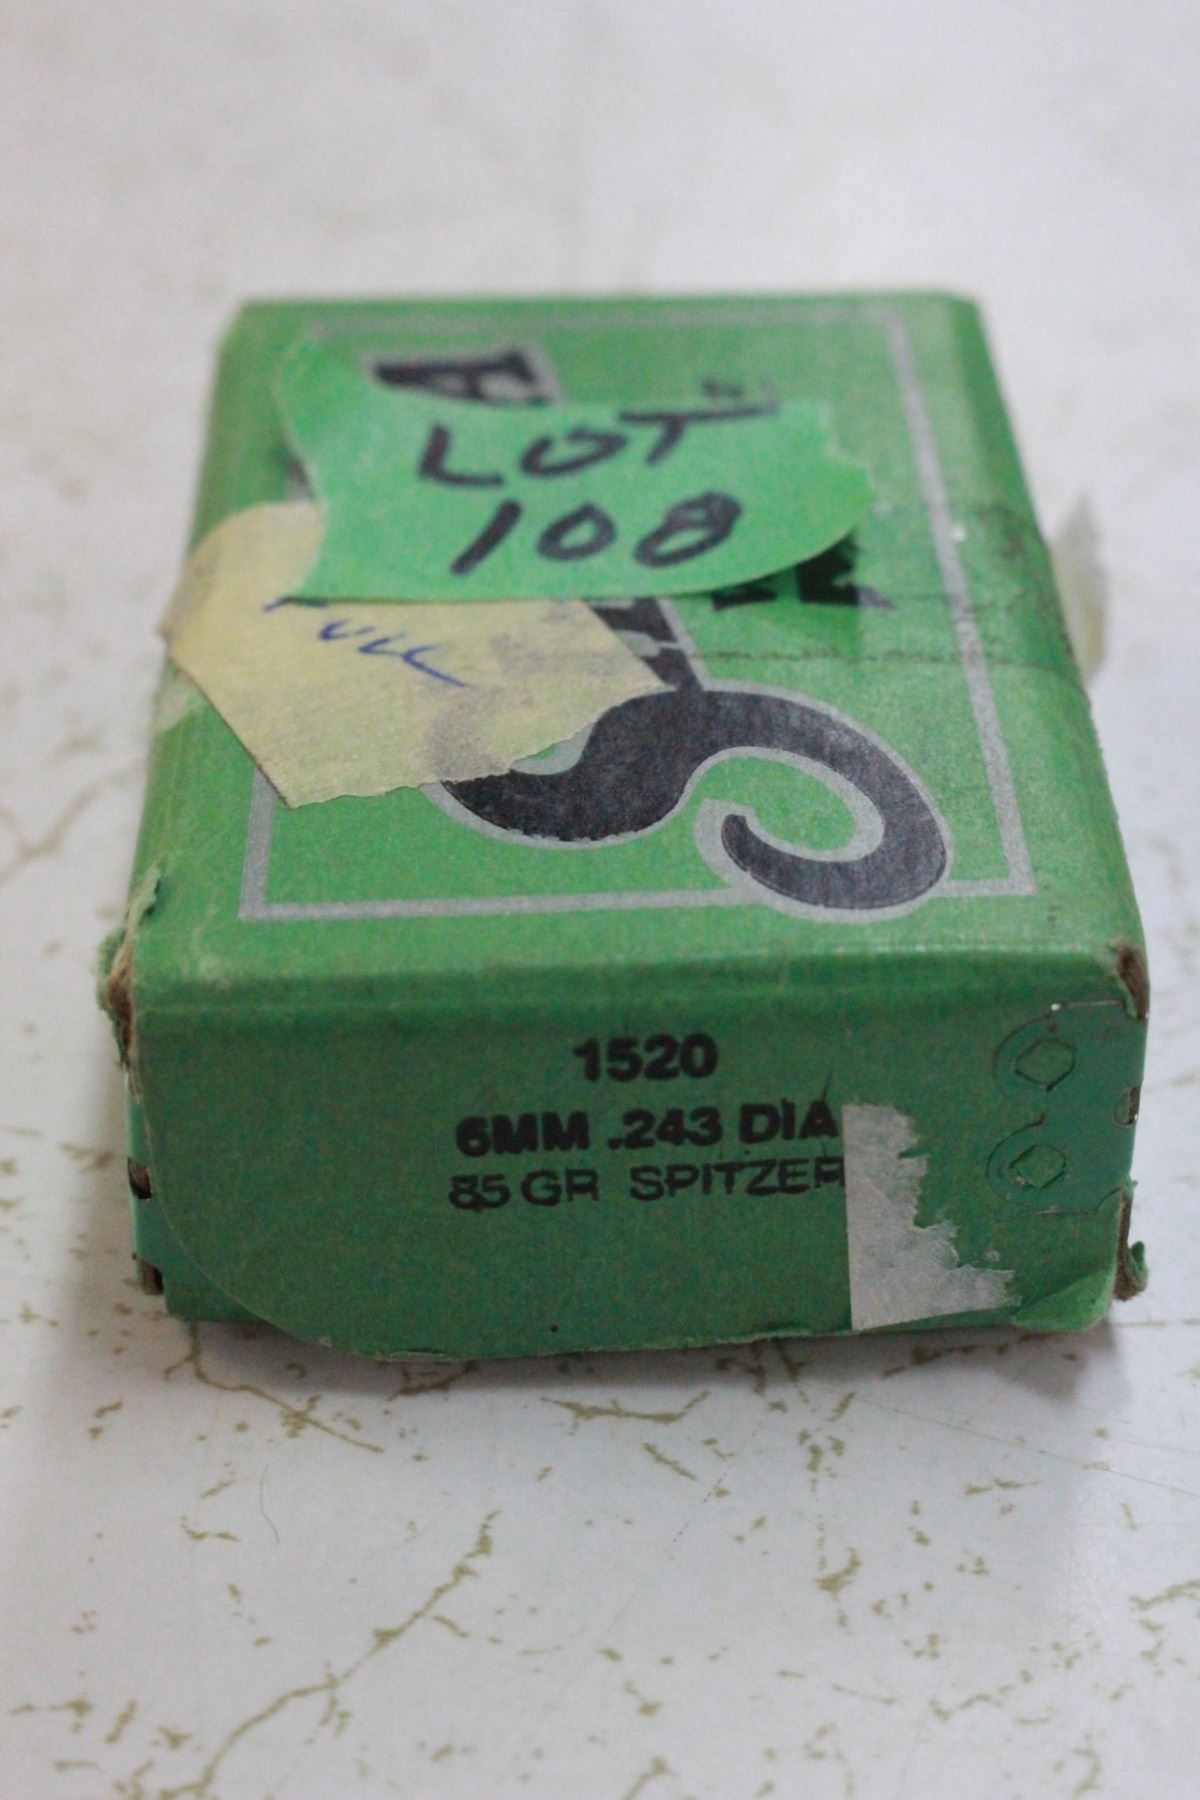 LOT
108
FULL
1520
6MM .243 DIA
85 GR SPITZER